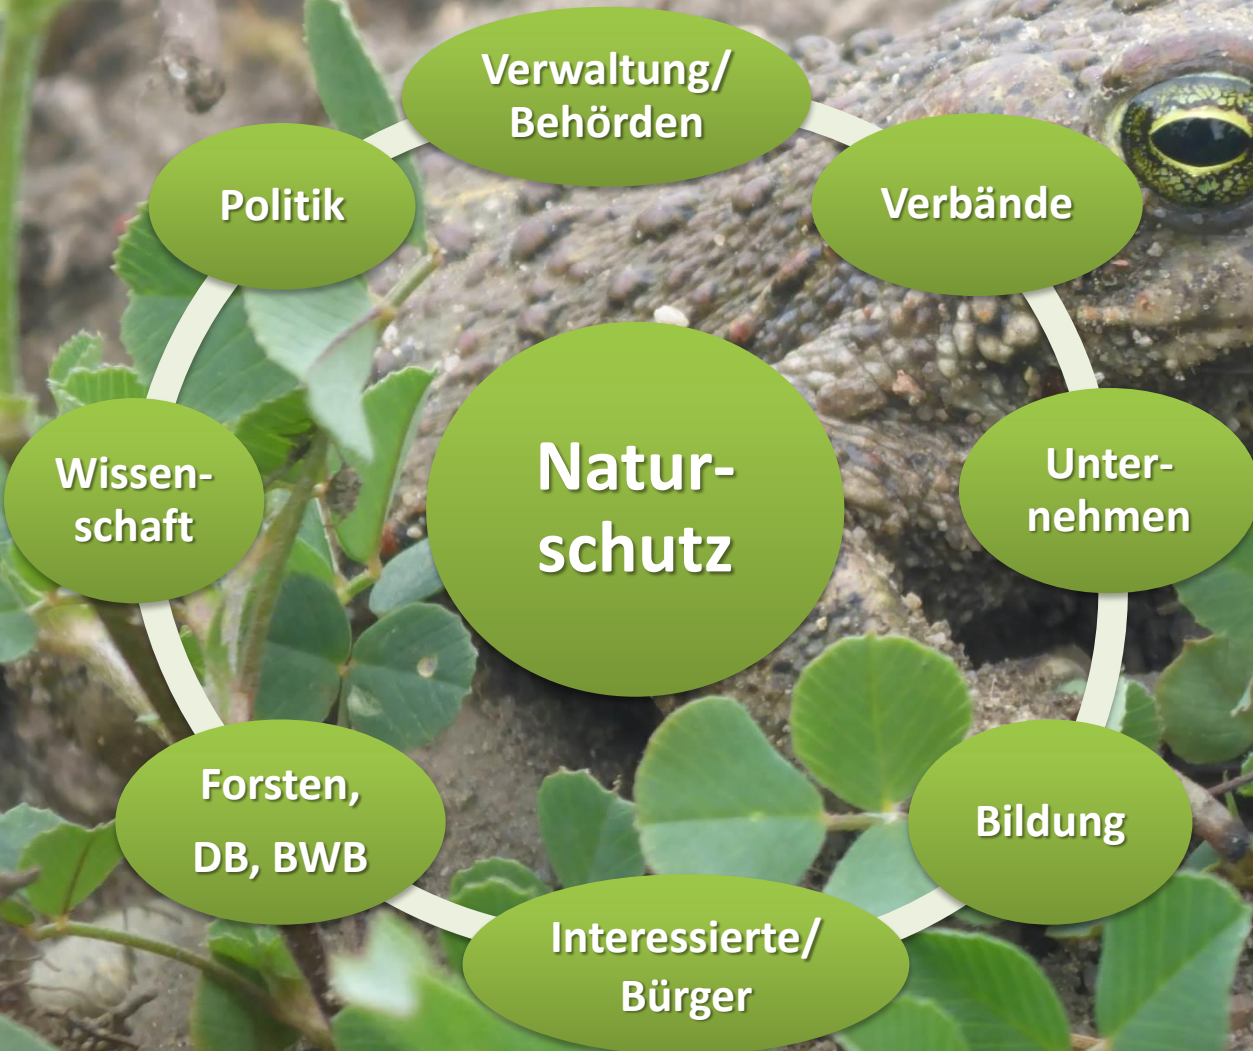 Verwaltung/
Behörden
Verbände
Politik
Unter-
nehmen
Natur-
schutz
Wissen-
schaft
Bildung
Forsten,
DB, BWB
Interessierte/
Bürger